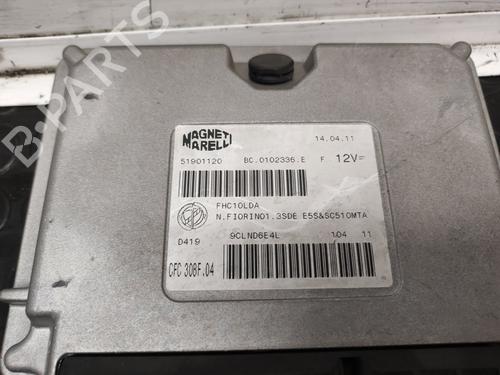 B-PARTS
MAGNETI MARELLI
14.04.11
51901120 BC.0102336.E F 12V
FHC10LDA
N.FIORINO1.3SDE E5S&SC510MTA
D419 9CLND6E4L 104 11
CFC 308F.04